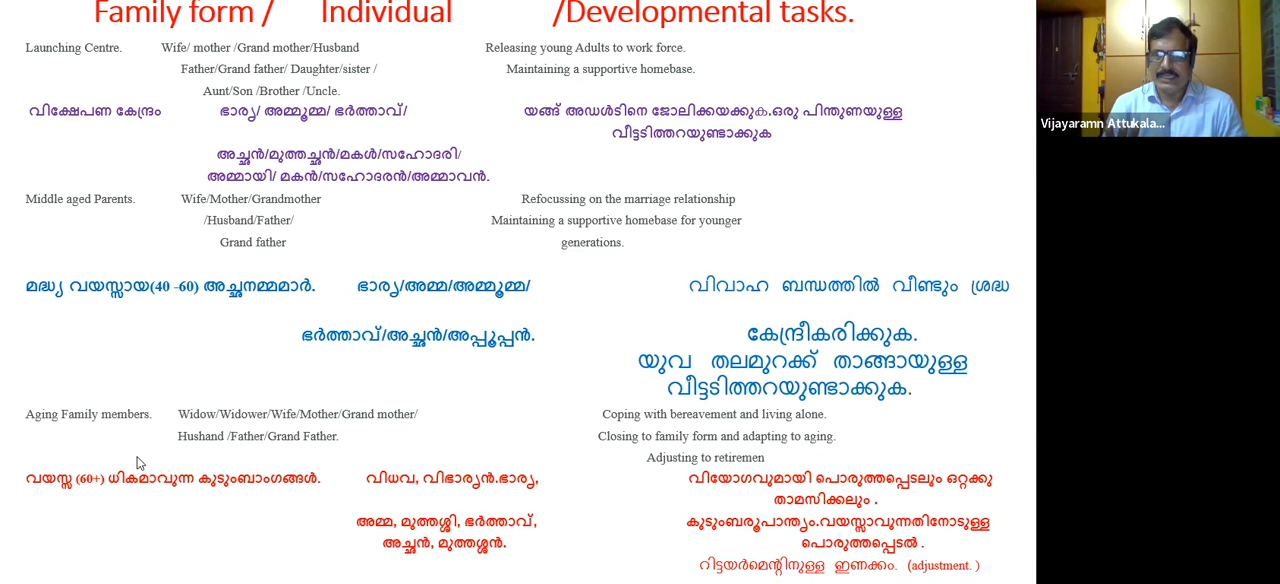 Family form / Individual /Developmental tasks.
Launching Centre. Wife/ mother /Grand mother/Husband Releasing young Adults to work force.
Father/Grand father/ Daughter/sister / Maintaining a supportive homebase.
Aunt/Son /Brother /Uncle.
വിക്ഷേപണ കേന്ദ്രം ഭാര്യ/ അമ്മൂമ്മ/ ഭർത്താവ്/ യങ്ങ് അഡൾടിനെ ജോലിക്കയക്കുക.ഒരു പിന്തുണയുള്ള
വീട്ടടിത്തറയുണ്ടാക്കുക
അച്ഛൻ/മുത്തച്ഛൻ/മകൾ/സഹോദരി/
അമ്മായി/ മകൻ/സഹോദരൻ/അമ്മാവൻ.
Middle aged Parents. Wife/Mother/Grandmother Refocussing on the marriage relationship
/Husband/Father/ Maintaining a supportive homebase for younger
Grand father generations.
മദ്ധ്യ വയസ്സായ(40 -60) അച്ഛനമ്മമാർ. ഭാര്യ/അമ്മ/അമ്മൂമ്മ/ വിവാഹ ബന്ധത്തിൽ വീണ്ടും ശ്രദ്ധ
ഭർത്താവ്/അച്ഛൻ/അപ്പൂപ്പൻ. കേന്ദ്രീകരിക്കുക.
യുവ തലമുറക്ക് താങ്ങായുള്ള
വീട്ടടിത്തറയുണ്ടാക്കുക.
Aging Family members. Widow/Widower/Wife/Mother/Grand mother/ Coping with bereavement and living alone.
Hushand /Father/Grand Father. Closing to family form and adapting to aging.
Adjusting to retiremen
വയസ്സ (60+) ധികമാവുന്ന കുടുംബാംഗങ്ങൾ. വിധവ, വിഭാര്യൻ.ഭാര്യ, വിയോഗവുമായി പൊരുത്തപ്പെടലും ഒറ്റക്കു
താമസിക്കലും .
അമ്മ, മുത്തശ്ശി, ഭർത്താവ്, കുടുംബരൂപാന്ത്യം.വയസ്സാവുന്നതിനോടുള്ള
അച്ഛൻ, മുത്തശ്ശൻ. പൊരുത്തപ്പെടൽ .
റിട്ടയർമെന്റിനുള്ള ഇണക്കം. (adjustment. )
Vijayaramn Attukala...